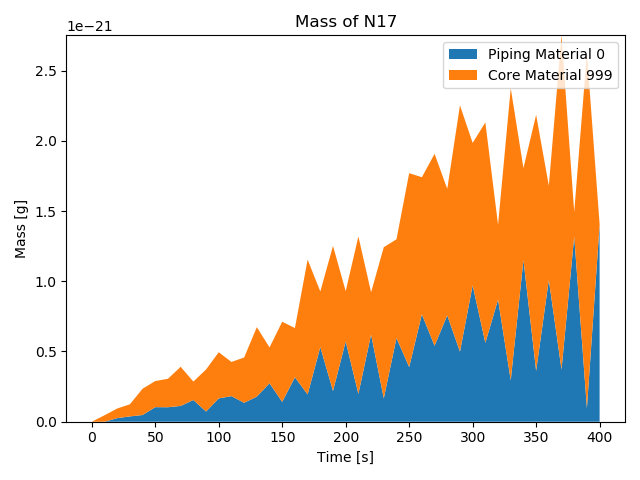 Mass of N17
1e−21
Piping Material 0
Core Material 999
Mass [g]
2.5
2.0
1.5
1.0
0.5
0.0
0 50 100 150 200 250 300 350 400
Time [s]